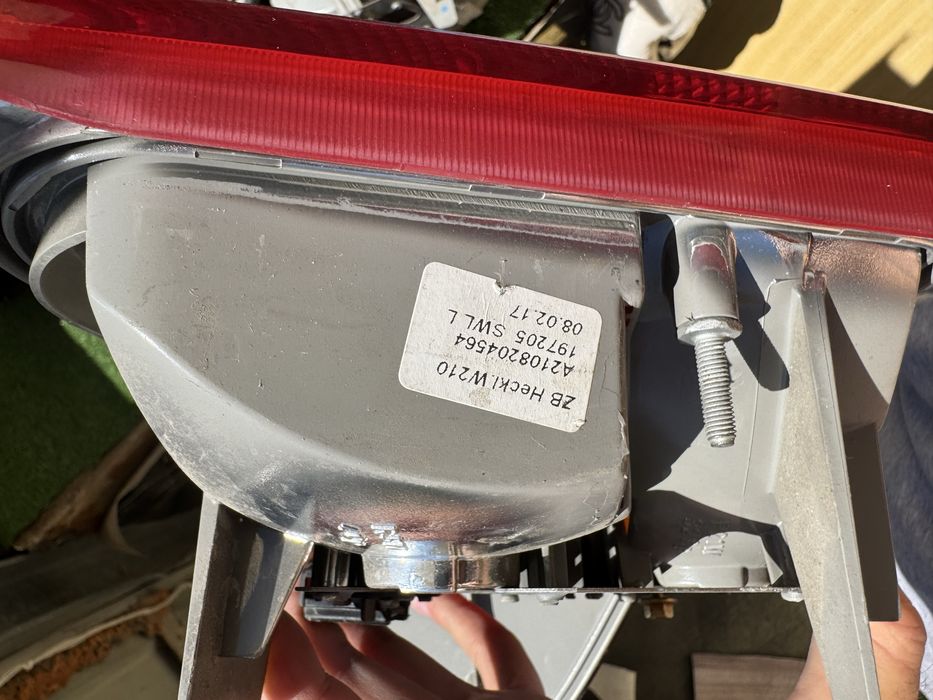 ZB Heckl.W210
A2108204564
197205 SWL L
08.02.17